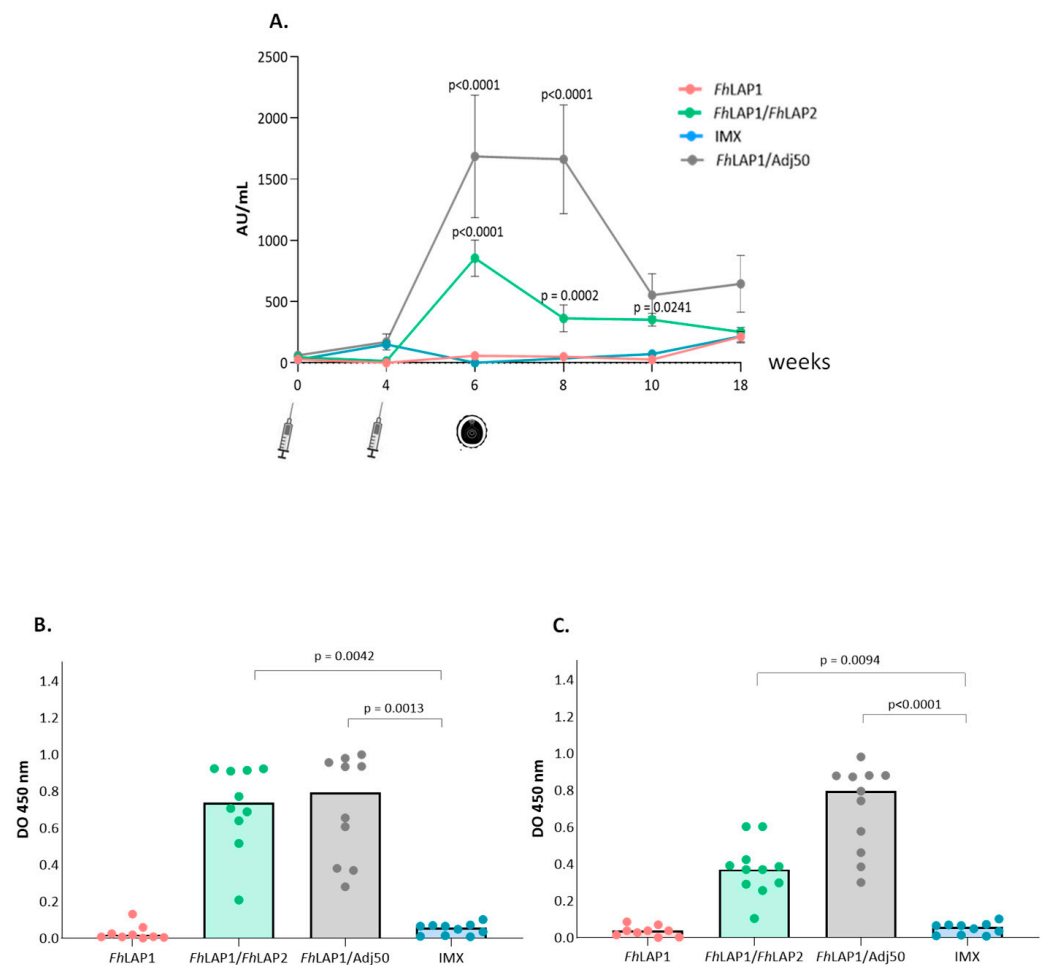 A.
2500
2000
1500
1000
500
0
AU/mL
p<0.0001
p<0.0001
p<0.0001
p = 0.0002
p = 0.0241
FhLAP1
FhLAP1/FhLAP2
IMX
FhLAP1/Adj50
0 4 6 8 10 18
weeks
B.
p = 0.0042
p = 0.0013
DO 450 nm
1.4
1.2
1.0
0.8
0.6
0.4
0.2
0.0
FhLAP1 FhLAP1/FhLAP2 FhLAP1/Adj50 IMX
C.
p = 0.0094
p<0.0001
DO 450 nm
1.4
1.2
1.0
0.8
0.6
0.4
0.2
0.0
FhLAP1 FhLAP1/FhLAP2 FhLAP1/Adj50 IMX